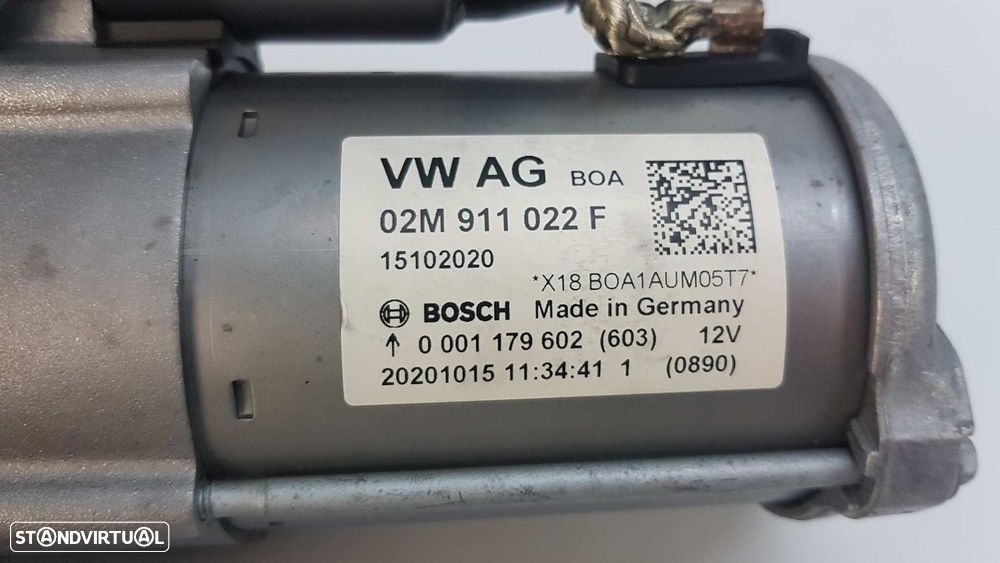 VW AG BOA
02M 911 022 F
15102020
*X18 BOA1AUM05T7*
BOSCH Made in Germany
↑ 0 001 179 602 (603) 12V
20201015 11:34:41 1 (0890)
STANDVIRTUAL